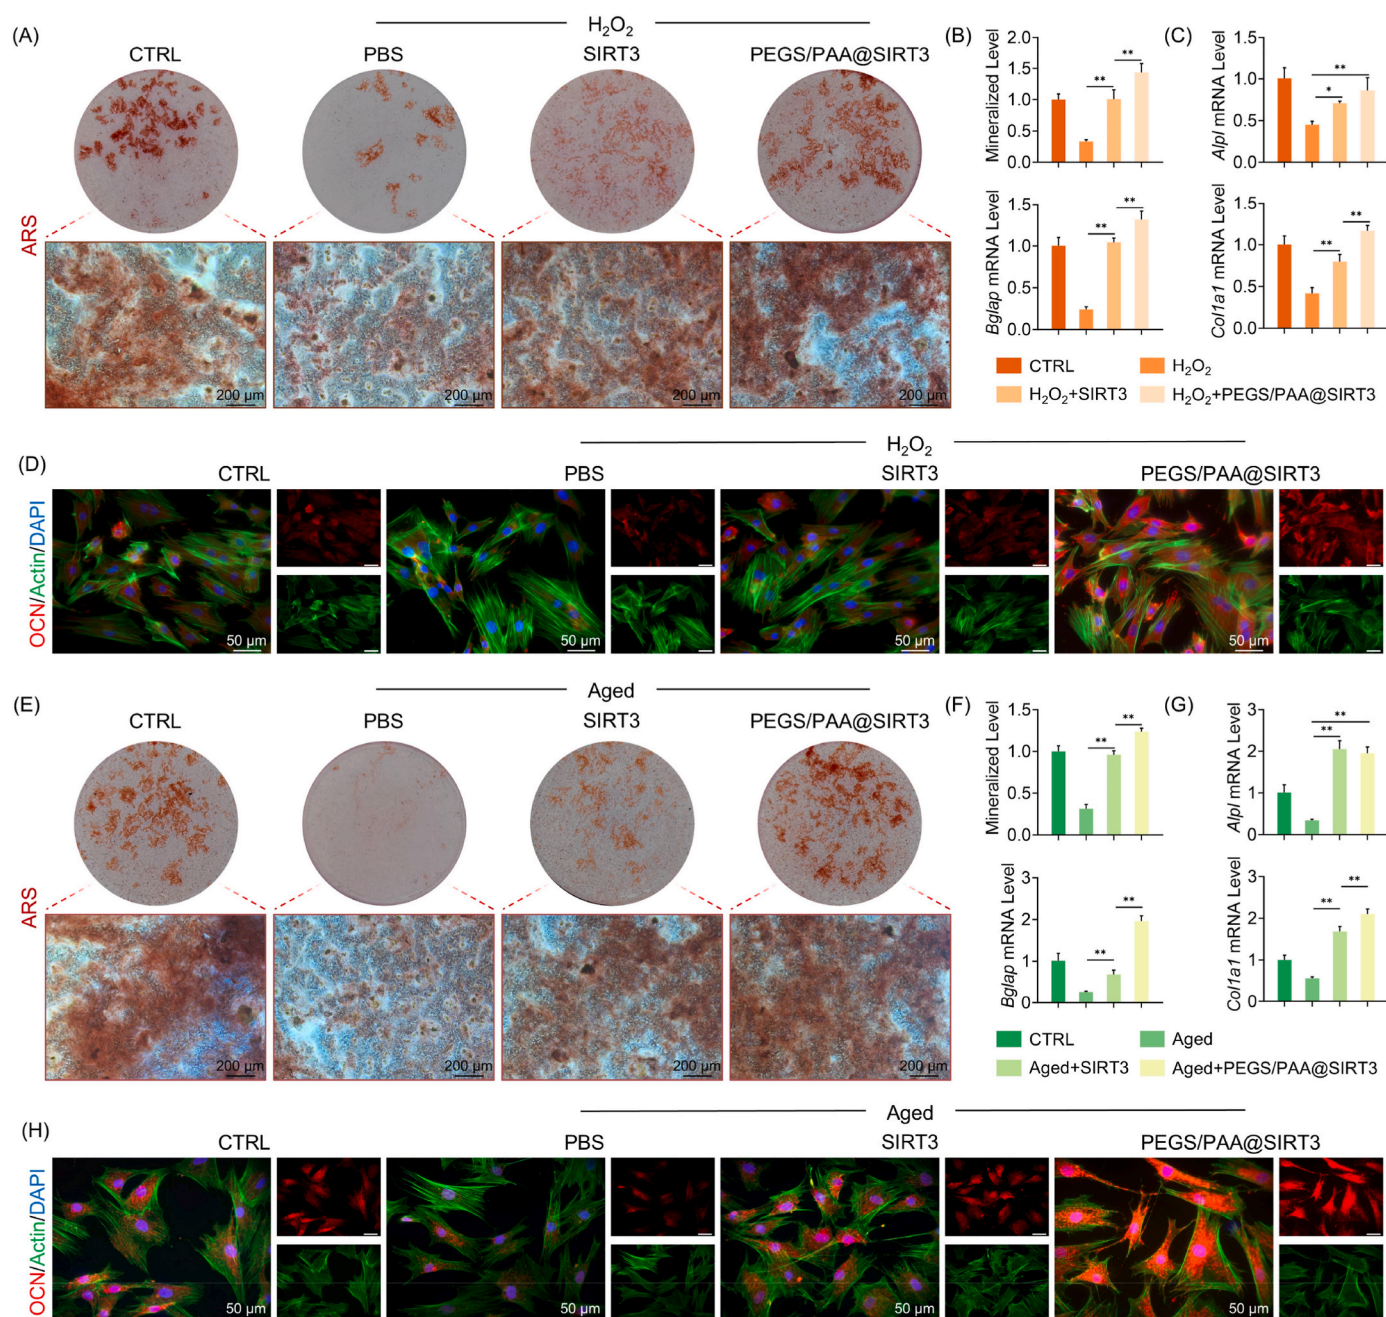 (A)
H₂O₂
CTRL
PBS
SIRT3
PEGS/PAA@SIRT3
ARS
200 μm
200 μm
200 μm
200 μm
(B)
Mineralized Level
2.0
1.5
1.0
0.5
0.0
**
**
Bglap mRNA Level
1.5
1.0
0.5
0.0
**
**
(C)
Alpl mRNA Level
1.5
1.0
0.5
0.0
**
*
Col1a1 mRNA Level
1.5
1.0
0.5
0.0
**
**
CTRL
H₂O₂
H₂O₂+SIRT3
H₂O₂+PEGS/PAA@SIRT3
(D)
H₂O₂
CTRL
PBS
SIRT3
PEGS/PAA@SIRT3
OCN/Actin/DAPI
50 μm
50 μm
50 μm
50 μm
(E)
Aged
CTRL
PBS
SIRT3
PEGS/PAA@SIRT3
ARS
200 μm
200 μm
200 μm
200 μm
(F)
Mineralized Level
1.5
1.0
0.5
0.0
**
**
Bglap mRNA Level
3
2
1
0
**
**
(G)
Alpl mRNA Level
3
2
1
0
**
**
Col1a1 mRNA Level
3
2
1
0
**
**
CTRL
Aged
Aged+SIRT3
Aged+PEGS/PAA@SIRT3
(H)
Aged
CTRL
PBS
SIRT3
PEGS/PAA@SIRT3
OCN/Actin/DAPI
50 μm
50 μm
50 μm
50 μm